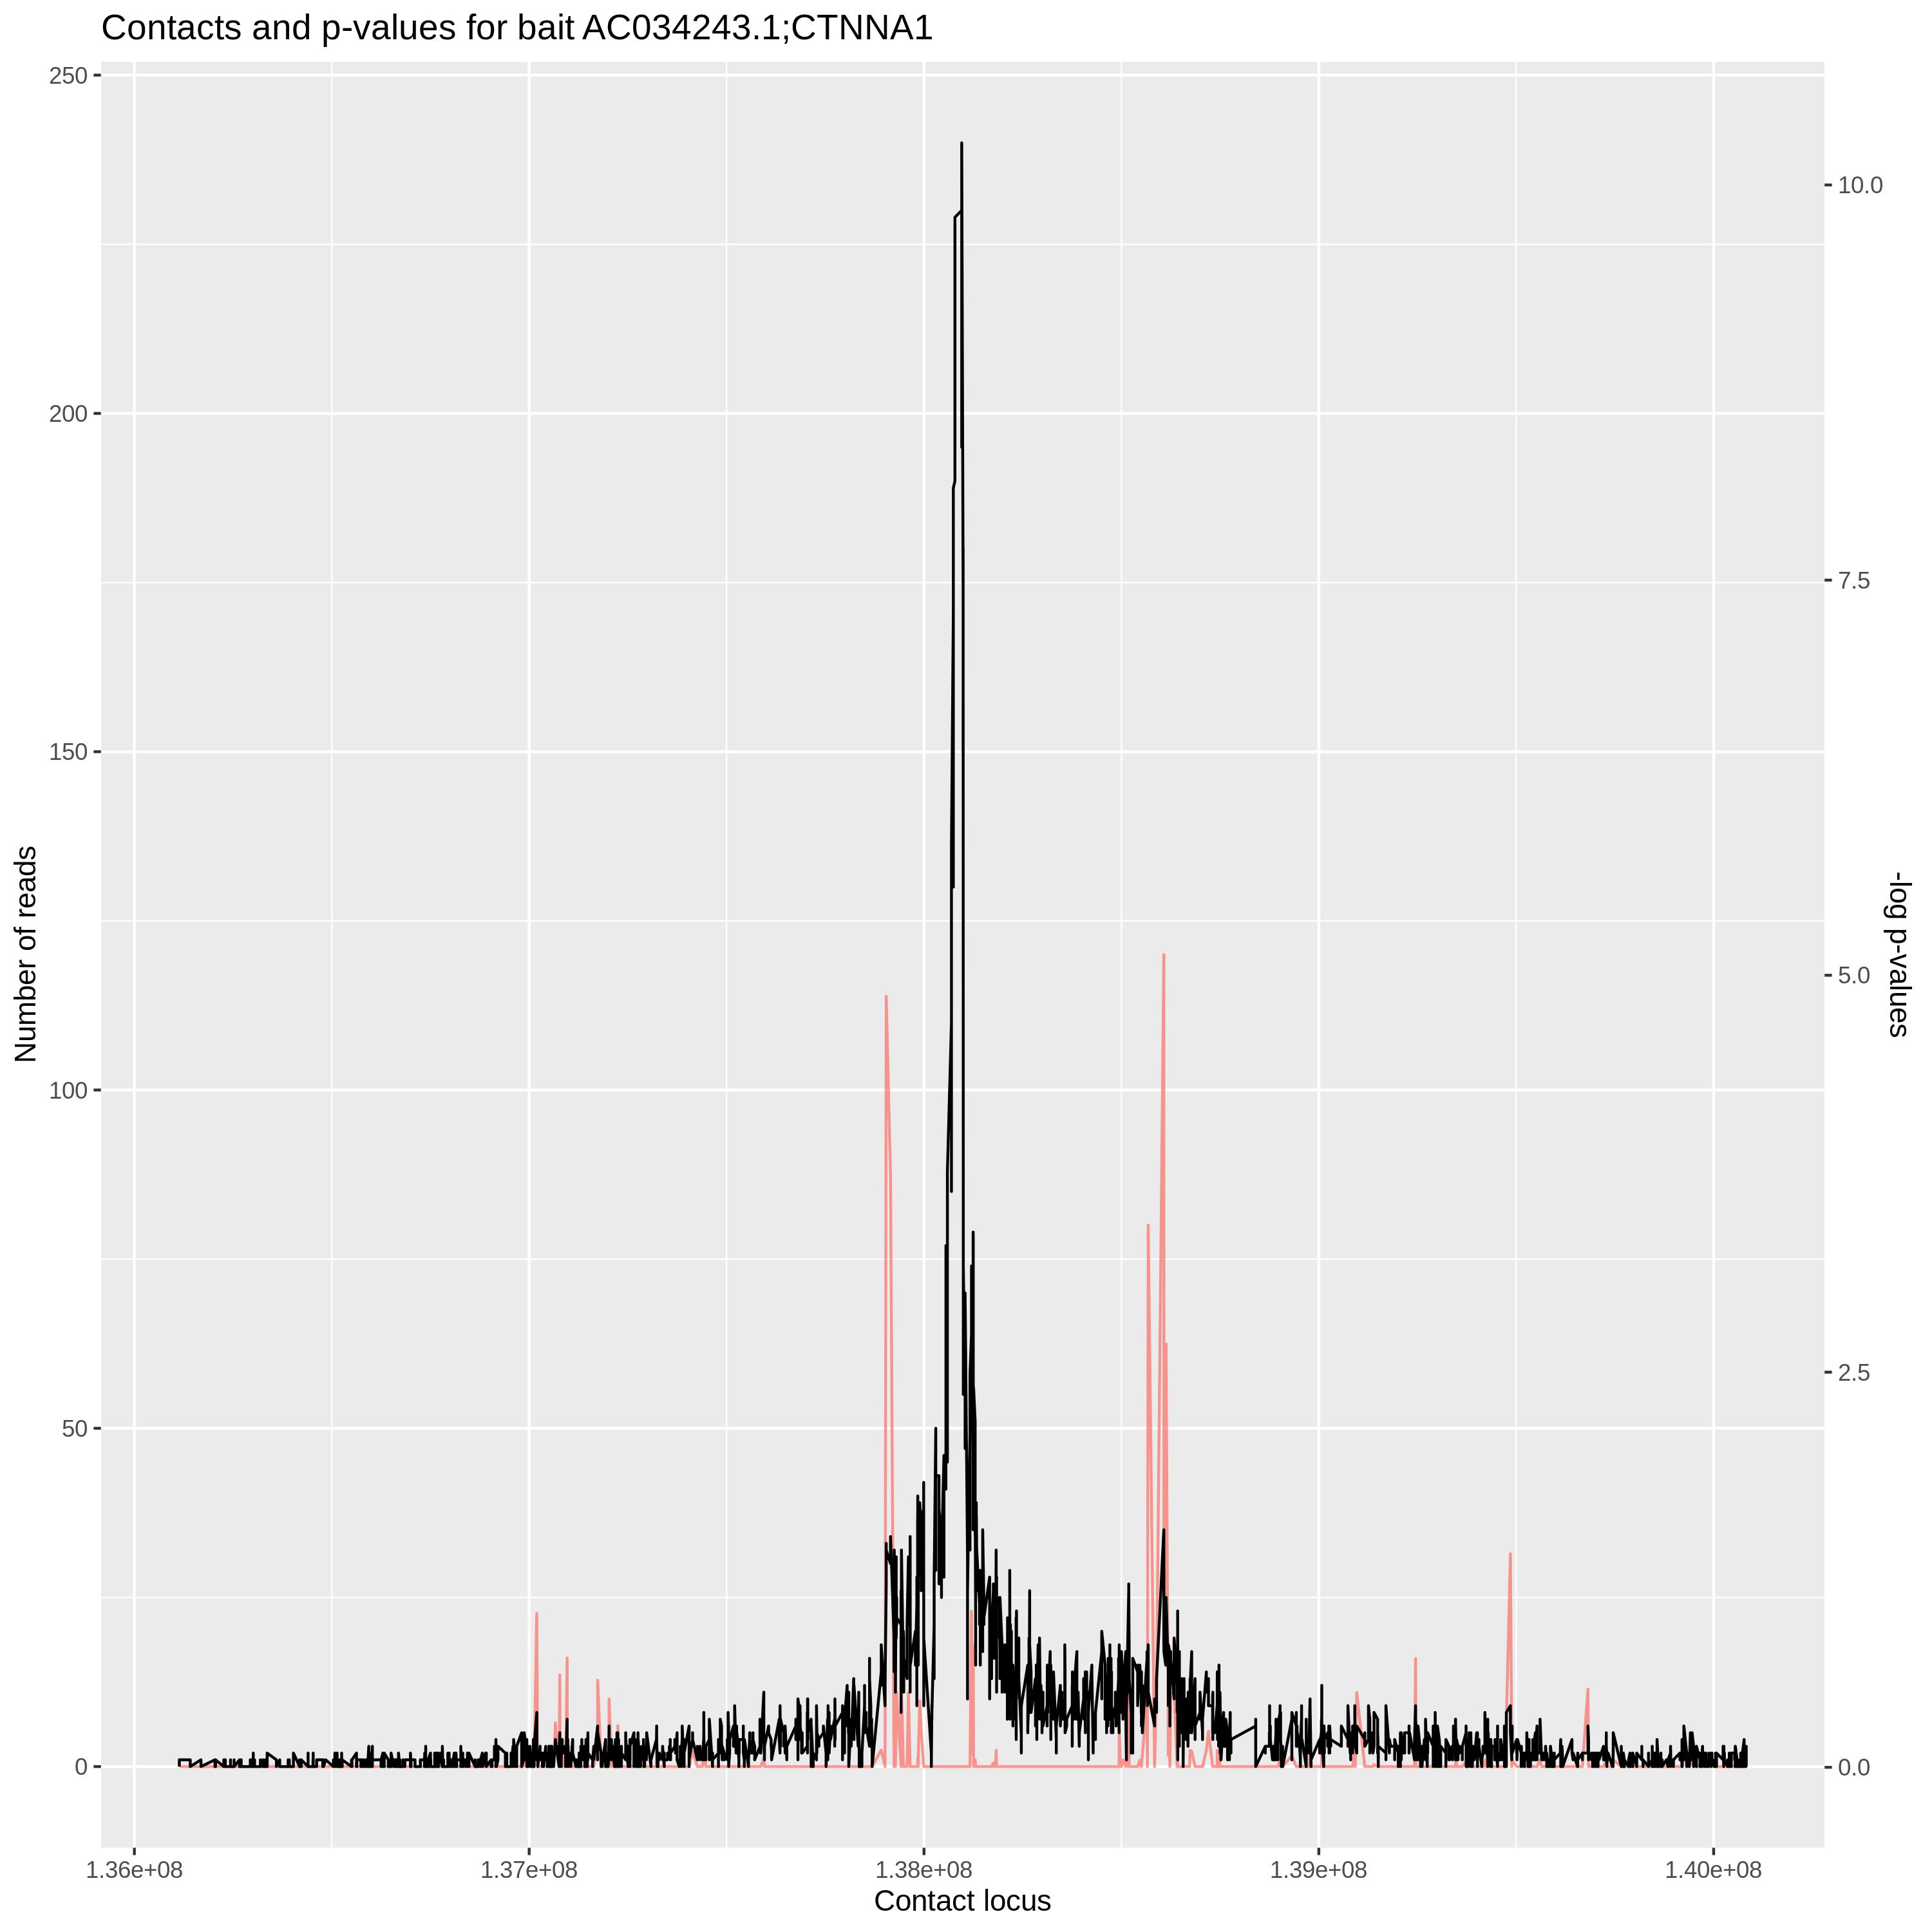 Contacts and p-values for bait AC034243.1;CTNNA1
250
200
150
100
50
0
Number of reads
10.0
7.5
5.0
2.5
0.0
-log p-values
1.36e+08
1.37e+08
1.38e+08
1.39e+08
1.40e+08
Contact locus